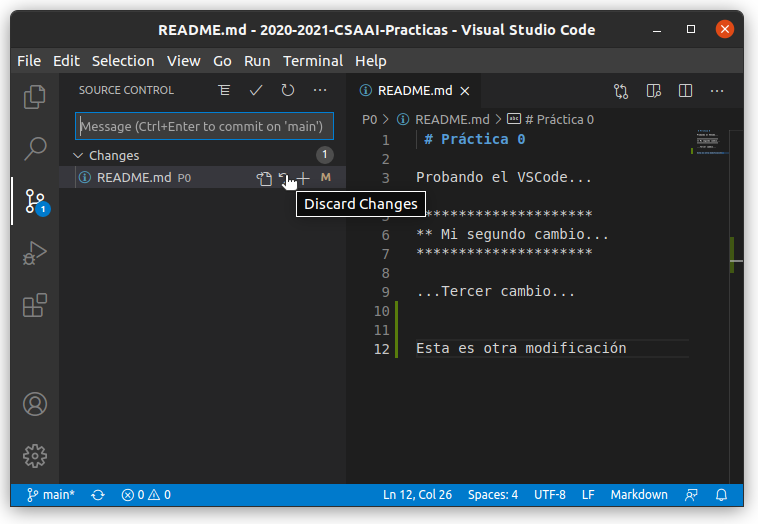 README.md - 2020-2021-CSAAI-Practicas - Visual Studio Code
File Edit Selection View Go Run Terminal Help
SOURCE CONTROL
Message (Ctrl+Enter to commit on 'main')
Changes 1
README.md P0 M
Discard Changes
1
README.md
P0 > README.md > abc # Práctica 0
1 # Práctica 0
2
3 Probando el VSCode...
5 *********************
6 ** Mi segundo cambio...
7 *********************
8
9 ...Tercer cambio...
10
11
12 Esta es otra modificación
main* 0 0 Ln 12, Col 26 Spaces: 4 UTF-8 LF Markdown